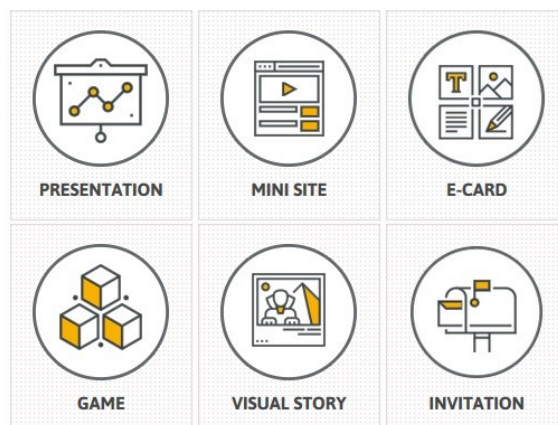 T
PRESENTATION
MINI SITE
E-CARD
GAME
VISUAL STORY
INVITATION